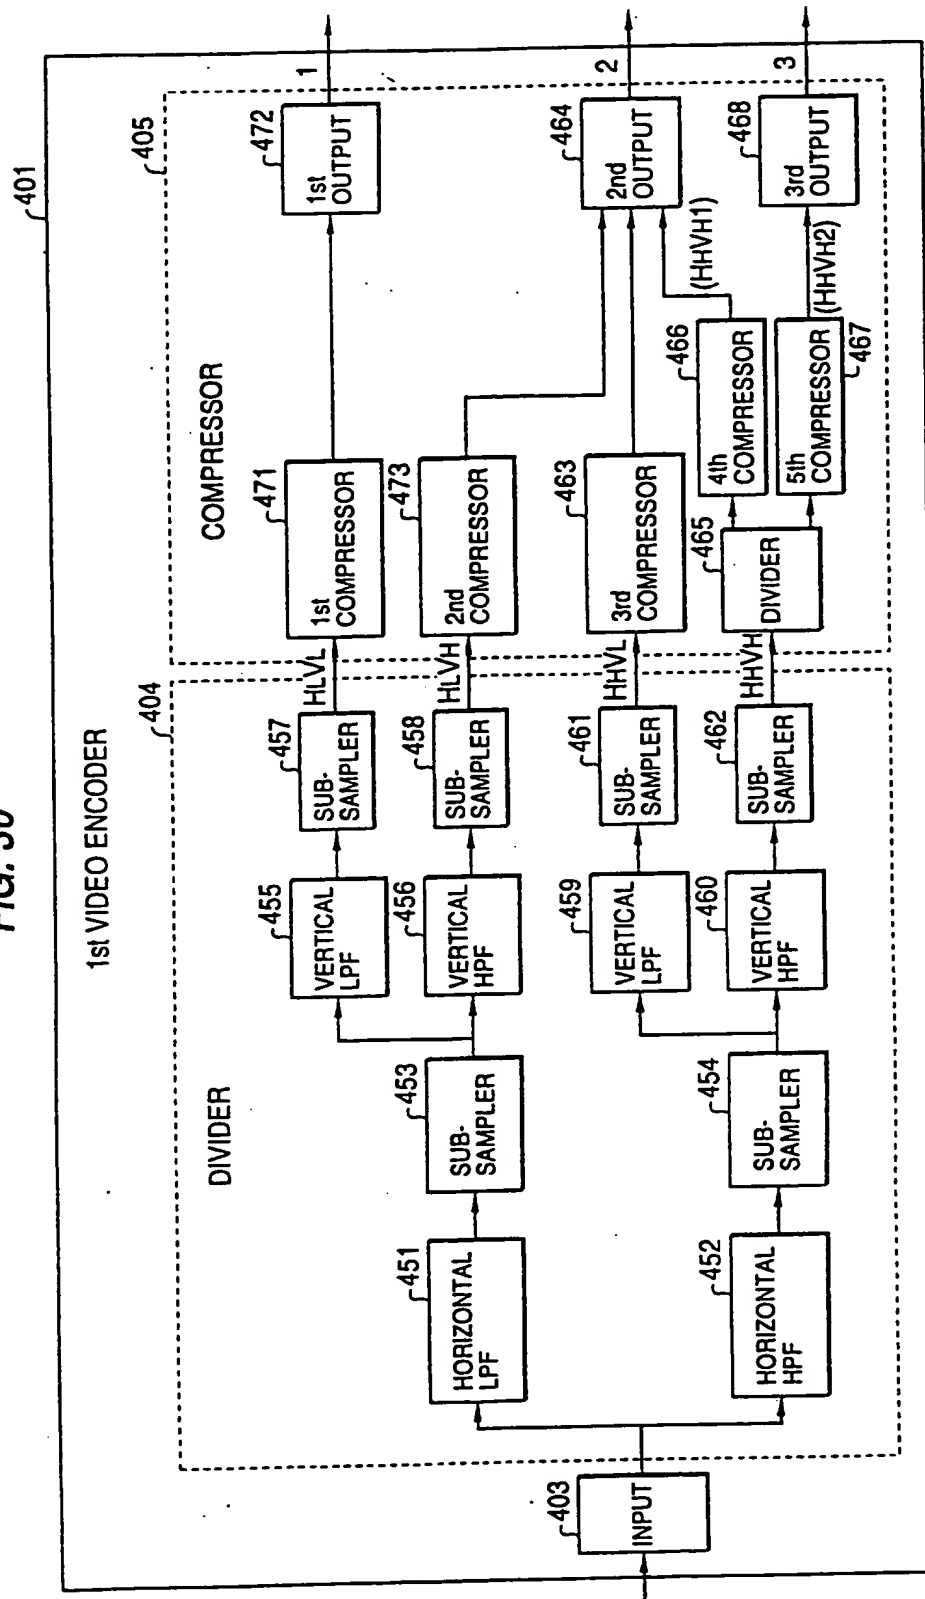 FIG. 30
1st VIDEO ENCODER
401
DIVIDER
404
COMPRESSOR
405
403
INPUT
451
HORIZONTAL
LPF
452
HORIZONTAL
HPF
453
SUB-
SAMPLER
454
SUB-
SAMPLER
455
VERTICAL
LPF
456
VERTICAL
HPF
459
VERTICAL
LPF
460
VERTICAL
HPF
457
SUB-
SAMPLER
458
SUB-
SAMPLER
461
SUB-
SAMPLER
462
SUB-
SAMPLER
HLVL
HLVH
HHVL
HHVH
471
1st
COMPRESSOR
473
2nd
COMPRESSOR
463
3rd
COMPRESSOR
465
DIVIDER
466
4th
COMPRESSOR
5th
COMPRESSOR
467
(HHVH1)
(HHVH2)
472
1st
OUTPUT
464
2nd
OUTPUT
468
3rd
OUTPUT
1
2
3